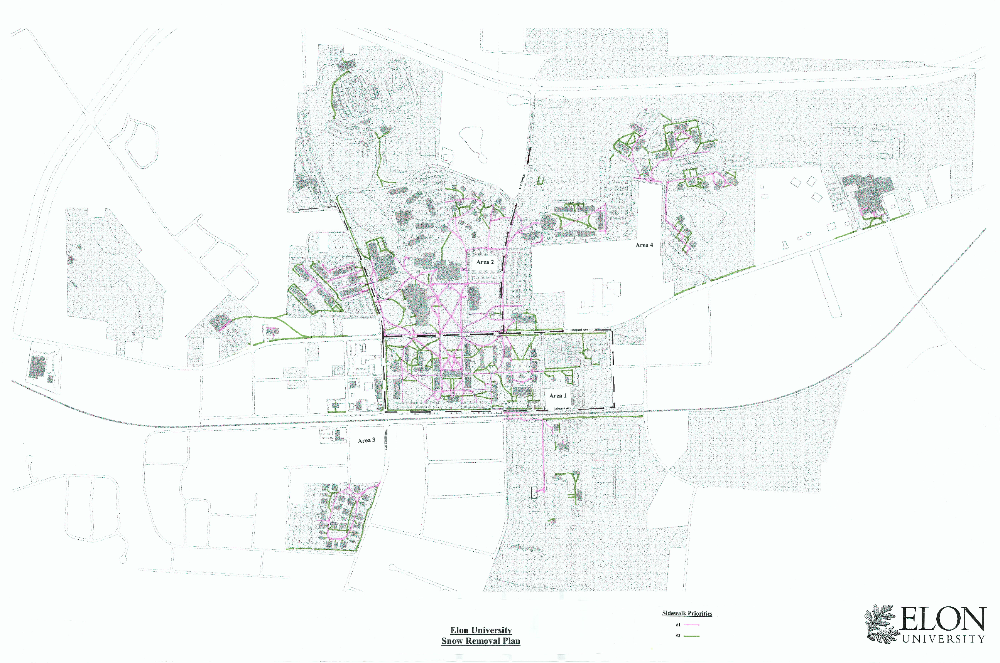 O'Kelly Ave
Area 4
Area 2
Haggard Ave
Area 1
Lebanon Ave
Williamson Ave
Area 3
Sidewalk Priorities
#1
#2
Elon University
Snow Removal Plan
ELON
UNIVERSITY